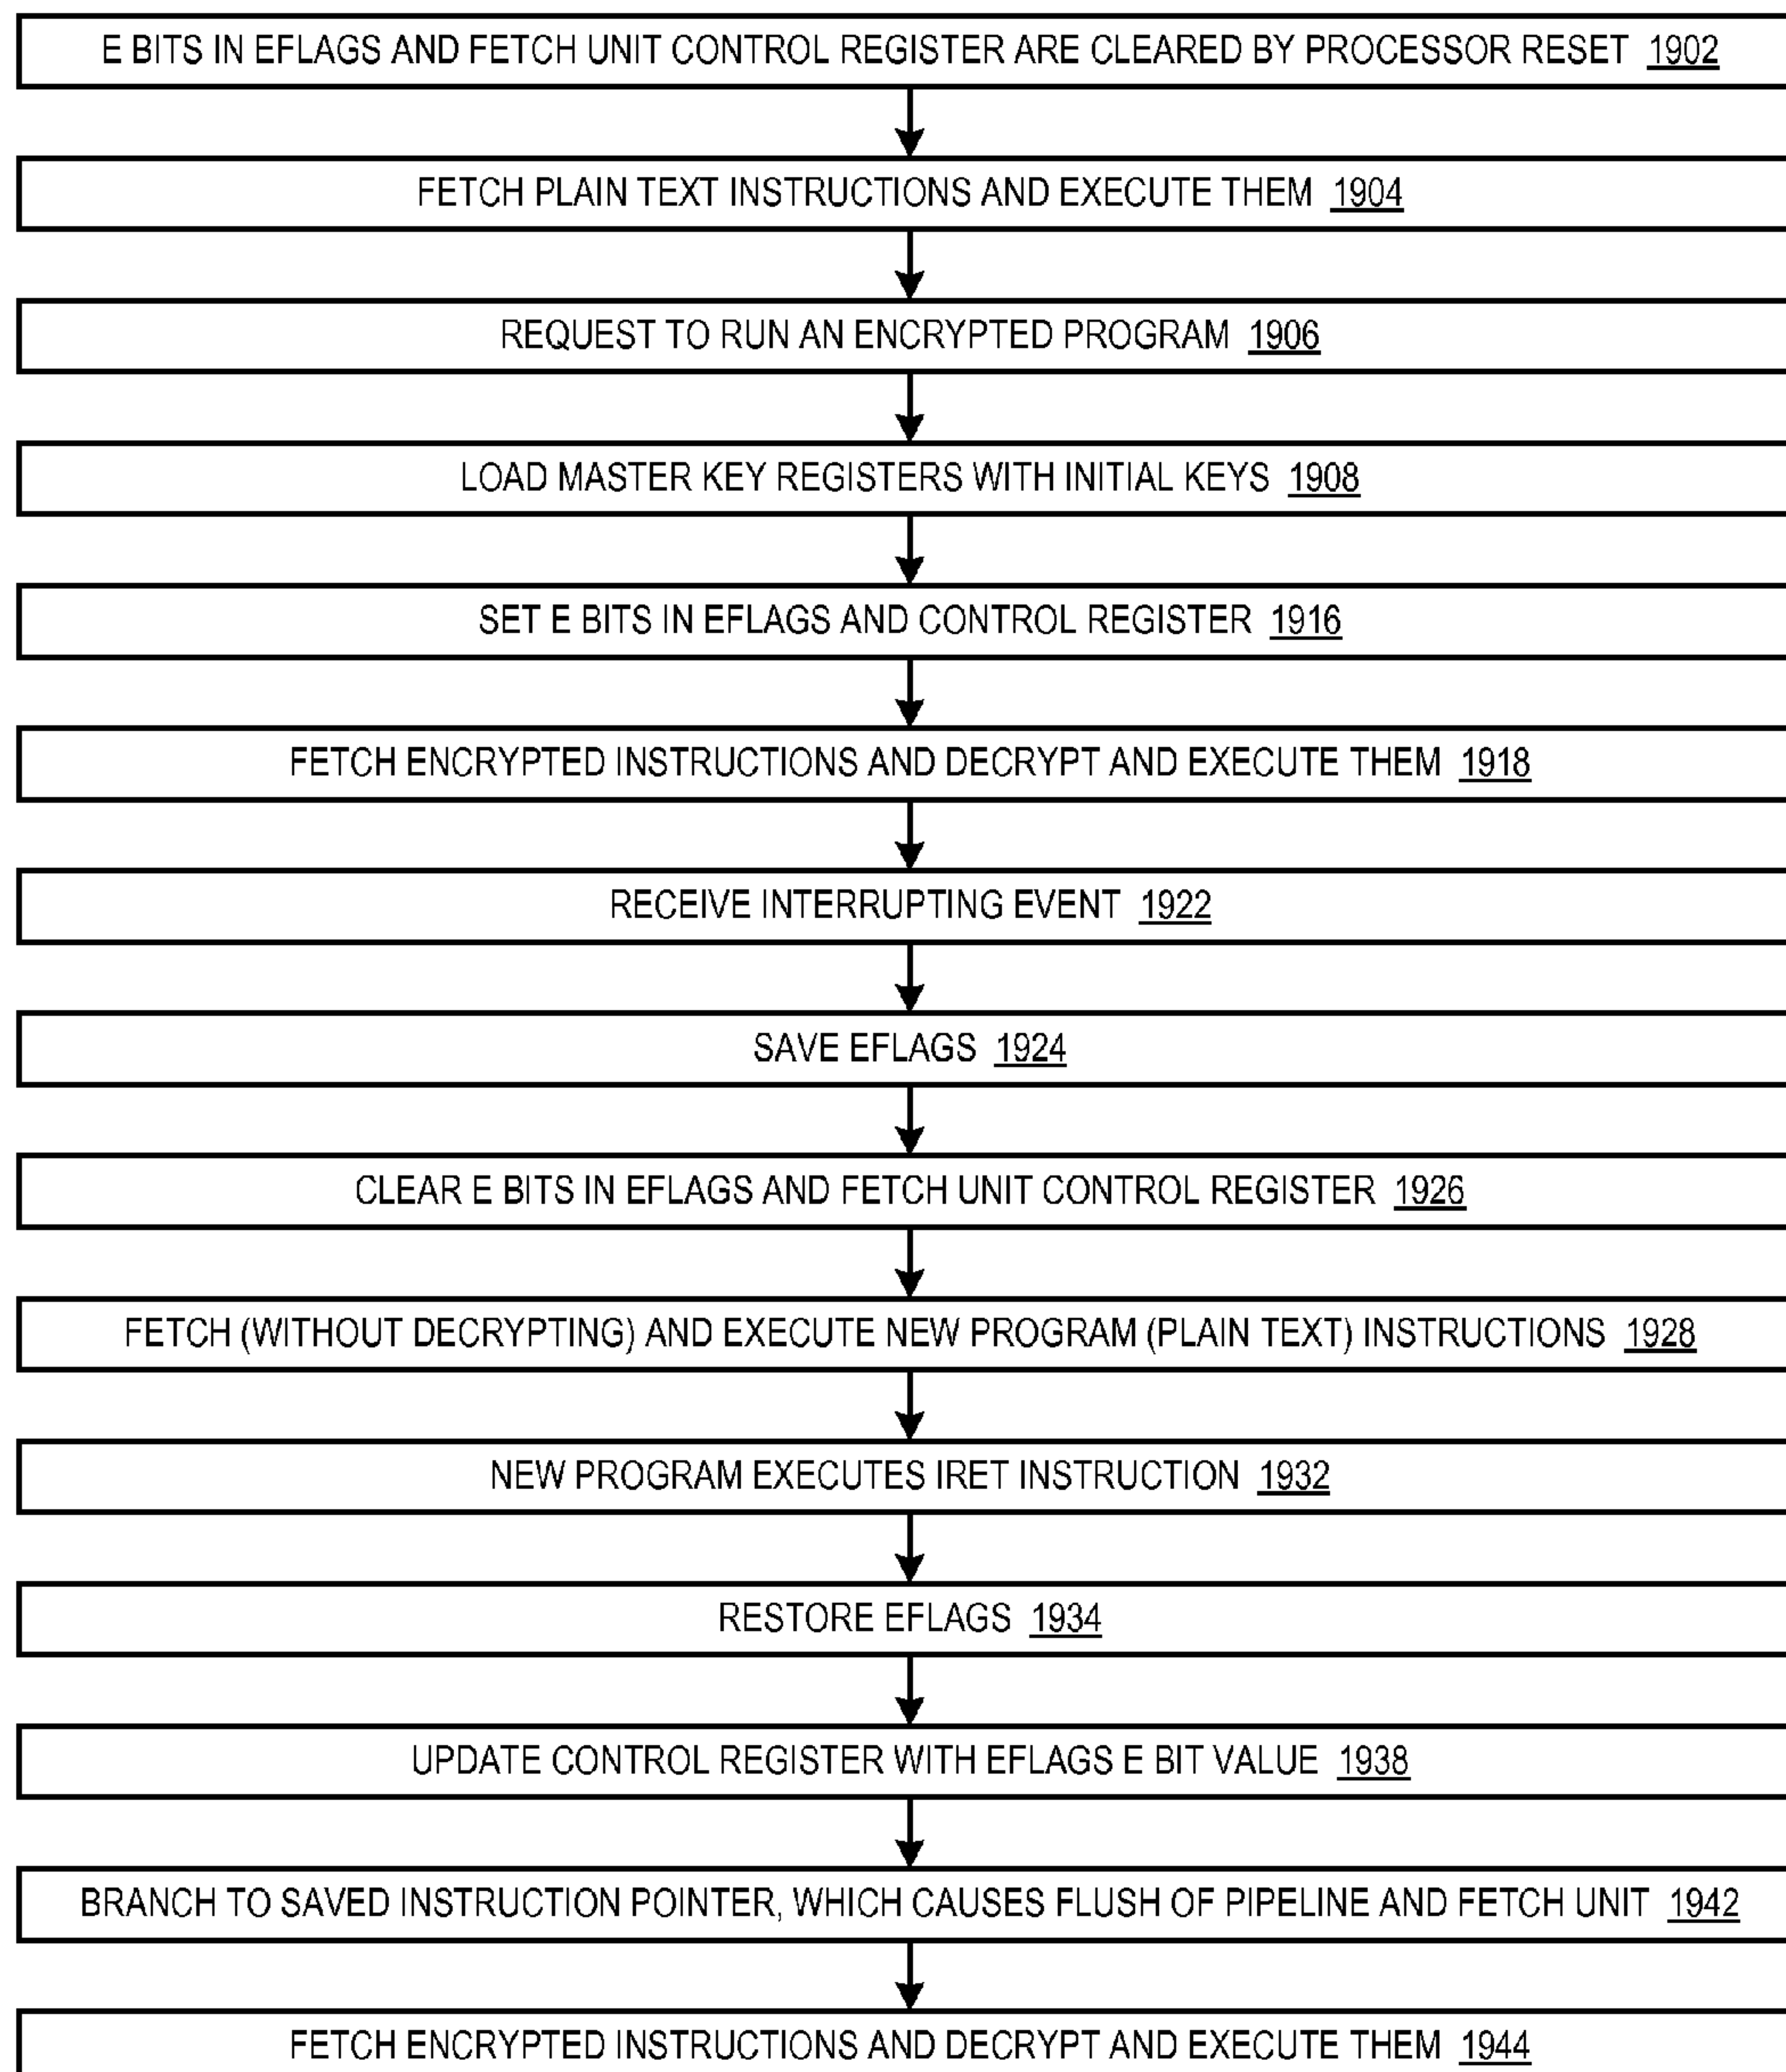 E BITS IN EFLAGS AND FETCH UNIT CONTROL REGISTER ARE CLEARED BY PROCESSOR RESET 1902
FETCH PLAIN TEXT INSTRUCTIONS AND EXECUTE THEM 1904
REQUEST TO RUN AN ENCRYPTED PROGRAM 1906
LOAD MASTER KEY REGISTERS WITH INITIAL KEYS 1908
SET E BITS IN EFLAGS AND CONTROL REGISTER 1916
FETCH ENCRYPTED INSTRUCTIONS AND DECRYPT AND EXECUTE THEM 1918
RECEIVE INTERRUPTING EVENT 1922
SAVE EFLAGS 1924
CLEAR E BITS IN EFLAGS AND FETCH UNIT CONTROL REGISTER 1926
FETCH (WITHOUT DECRYPTING) AND EXECUTE NEW PROGRAM (PLAIN TEXT) INSTRUCTIONS 1928
NEW PROGRAM EXECUTES IRET INSTRUCTION 1932
RESTORE EFLAGS 1934
UPDATE CONTROL REGISTER WITH EFLAGS E BIT VALUE 1938
BRANCH TO SAVED INSTRUCTION POINTER, WHICH CAUSES FLUSH OF PIPELINE AND FETCH UNIT 1942
FETCH ENCRYPTED INSTRUCTIONS AND DECRYPT AND EXECUTE THEM 1944